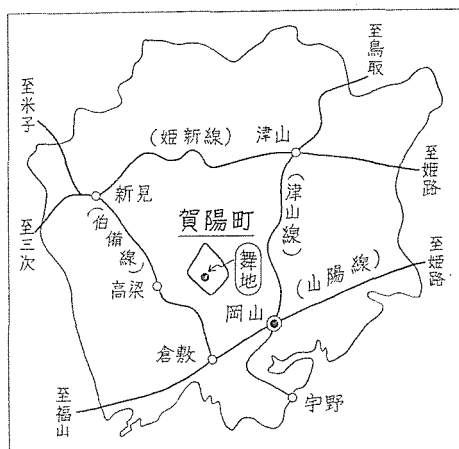 至鳥取
至米子
(姫新線)
津山
至姫路
新見
(津山線)
賀陽町
至三次
(伯備線)
舞地
至姫路
(山陽線)
高梁
岡山
倉敷
至福山
宇野